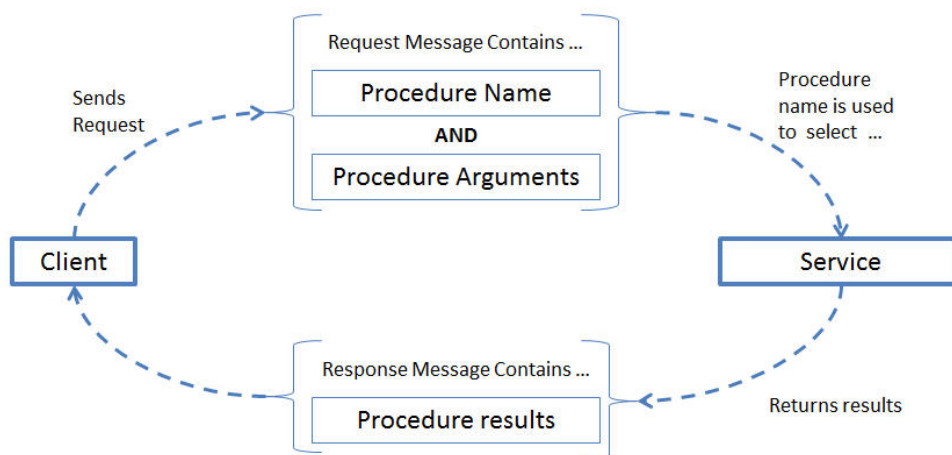 Request Message Contains ...
Procedure Name
AND
Procedure Arguments
Sends
Request
Procedure
name is used
to select ...
Client
Service
Response Message Contains ...
Procedure results
Returns results